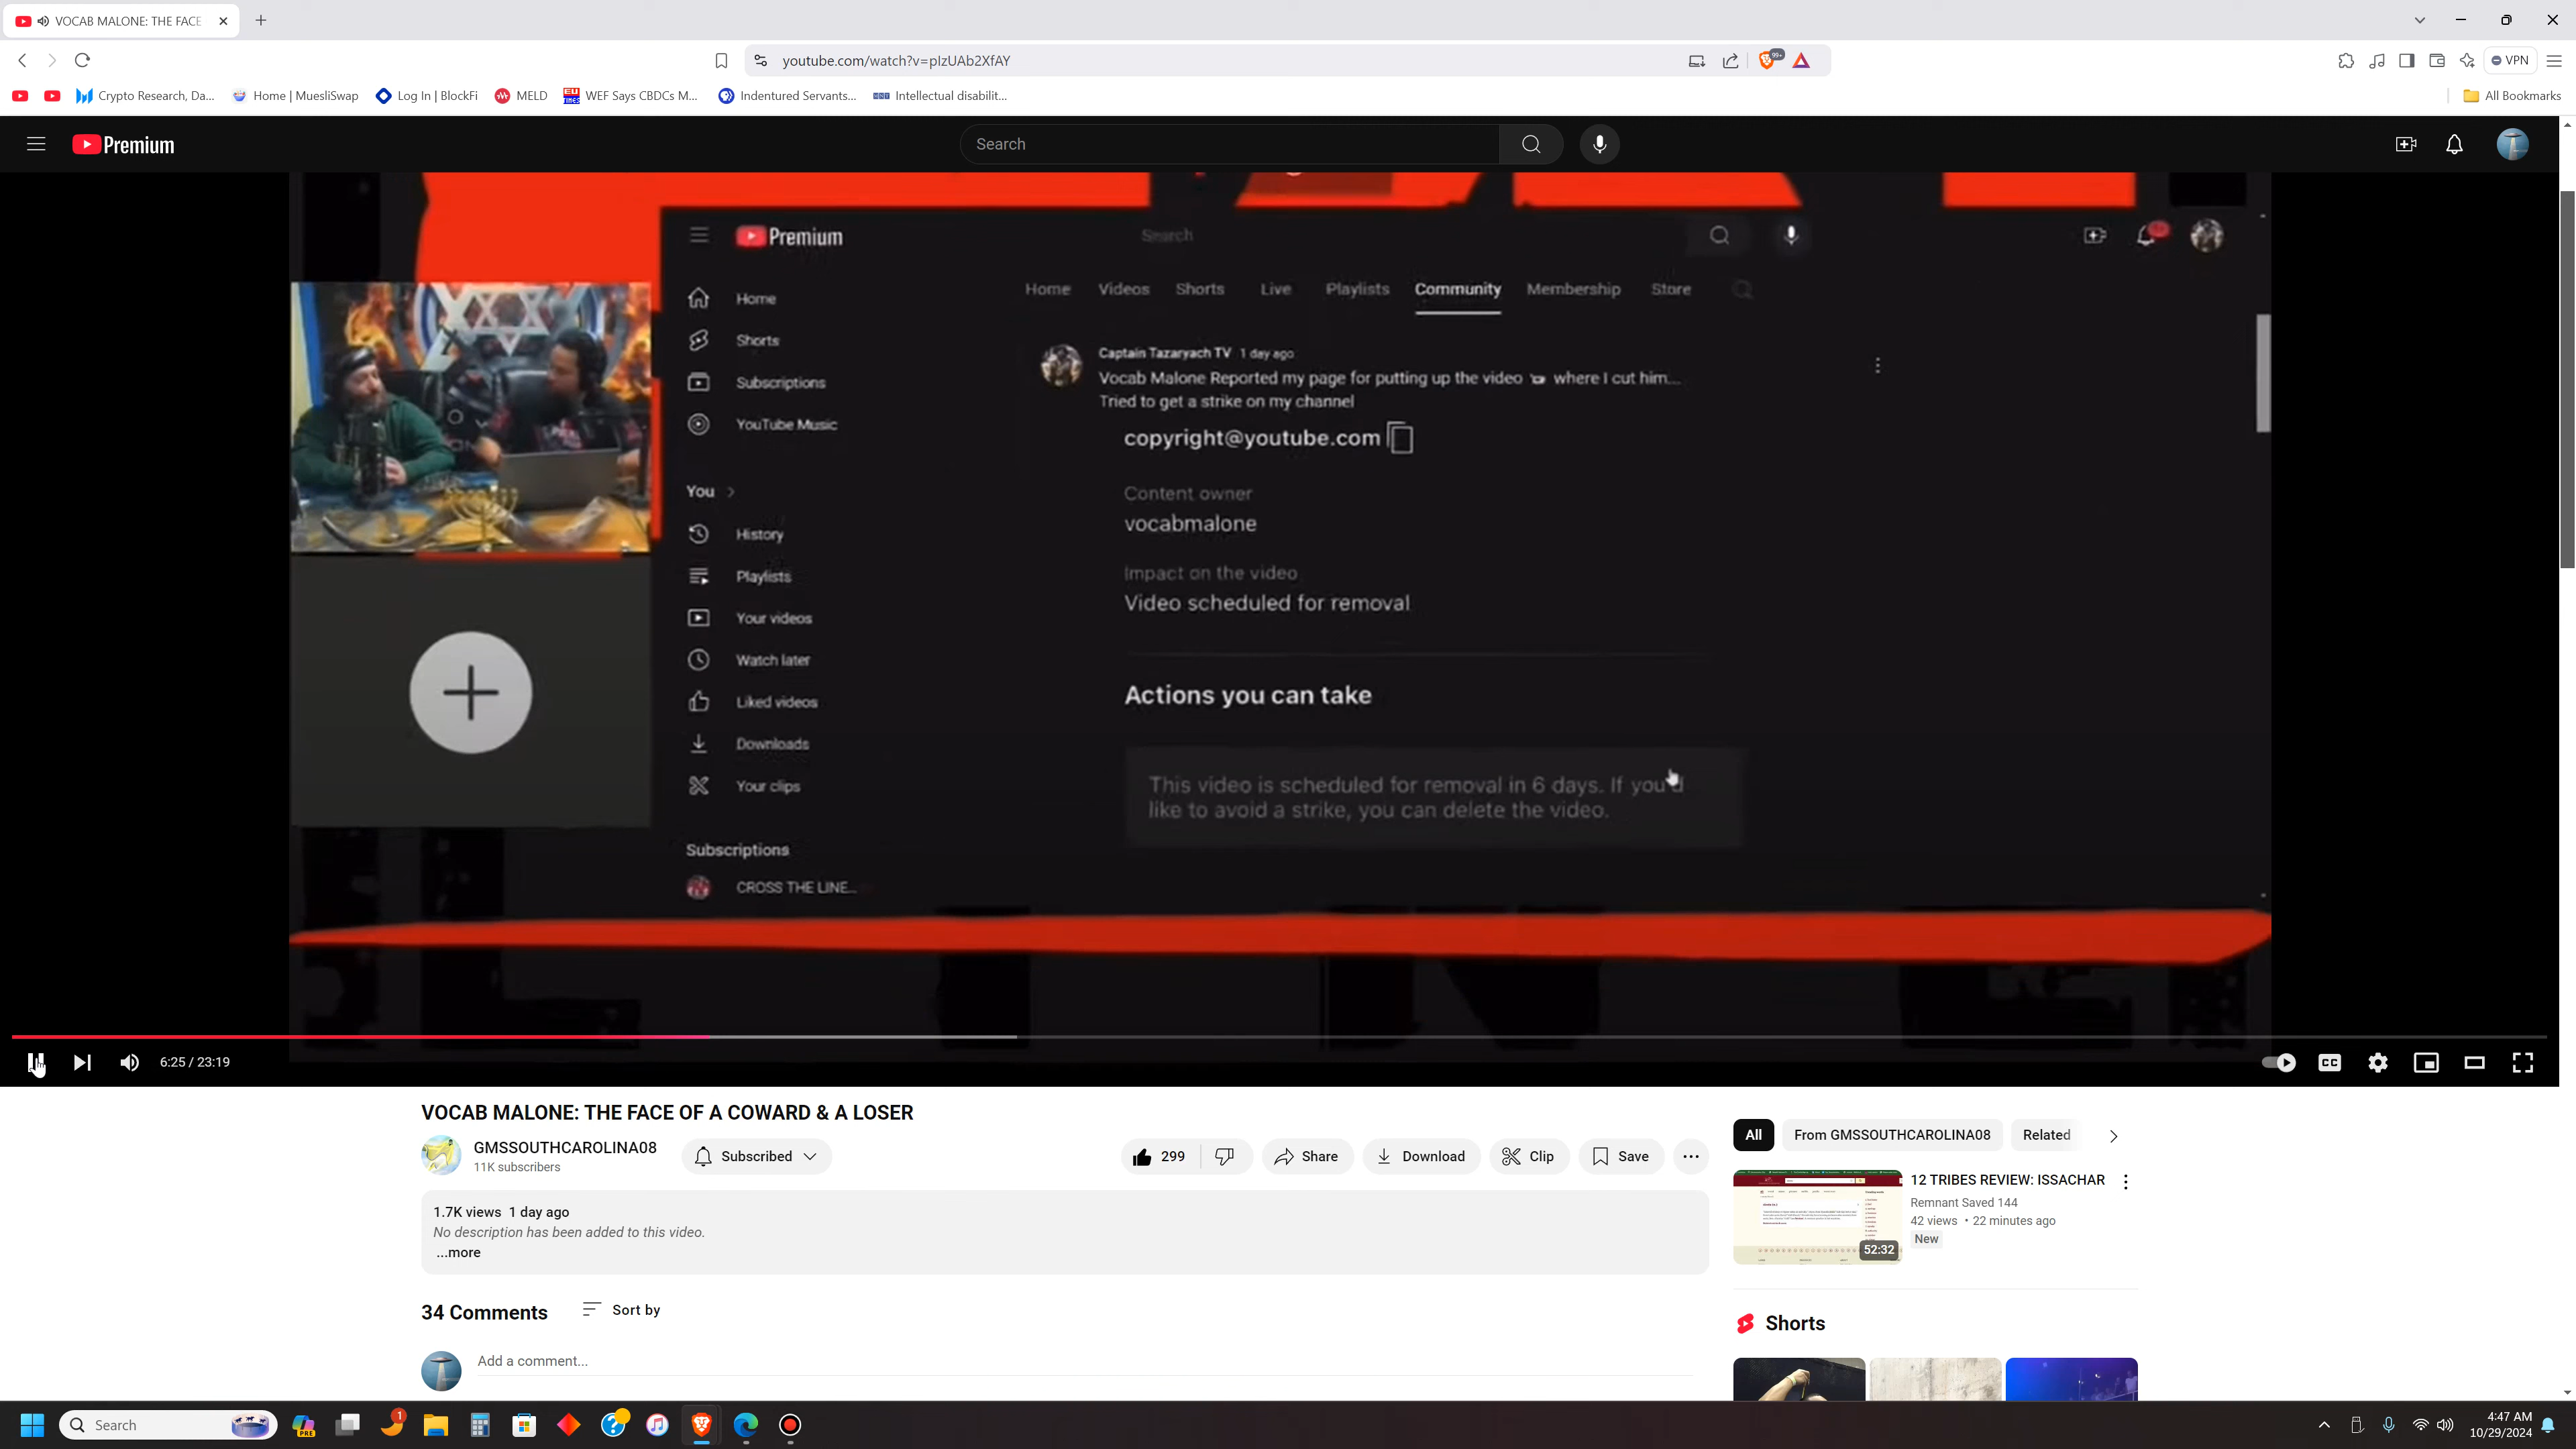 VOCAB MALONE: THE FACE
youtube.com/watch?v=pIzUAb2XfAY
99+
VPN
Crypto Research, Da...
Home | MuesliSwap
Log In | BlockFi
MELD
WEF Says CBDCs M...
Indentured Servants...
Intellectual disabilit...
All Bookmarks
Premium
Search
Premium
Search
Home
Videos
Shorts
Live
Playlists
Community
Membership
Store
Home
Shorts
Subscriptions
YouTube Music
You
History
Playlists
Your videos
Watch later
Liked videos
Downloads
Your clips
Subscriptions
CROSS THE LINE...
Captain Tazaryach TV 1 day ago
Vocab Malone Reported my page for putting up the video where I cut him...
Tried to get a strike on my channel
copyright@youtube.com
Content owner
vocabmalone
Impact on the video
Video scheduled for removal
Actions you can take
This video is scheduled for removal in 6 days. If you'd
like to avoid a strike, you can delete the video.
6:25 / 23:19
CC
VOCAB MALONE: THE FACE OF A COWARD & A LOSER
GMSSOUTHCAROLINA08
11K subscribers
Subscribed
299
Share
Download
Clip
Save
1.7K views 1 day ago
No description has been added to this video.
...more
34 Comments
Sort by
Add a comment...
All
From GMSSOUTHCAROLINA08
Related
12 TRIBES REVIEW: ISSACHAR
Remnant Saved 144
42 views • 22 minutes ago
New
52:32
Shorts
Search
PRE
1
4:47 AM
10/29/2024